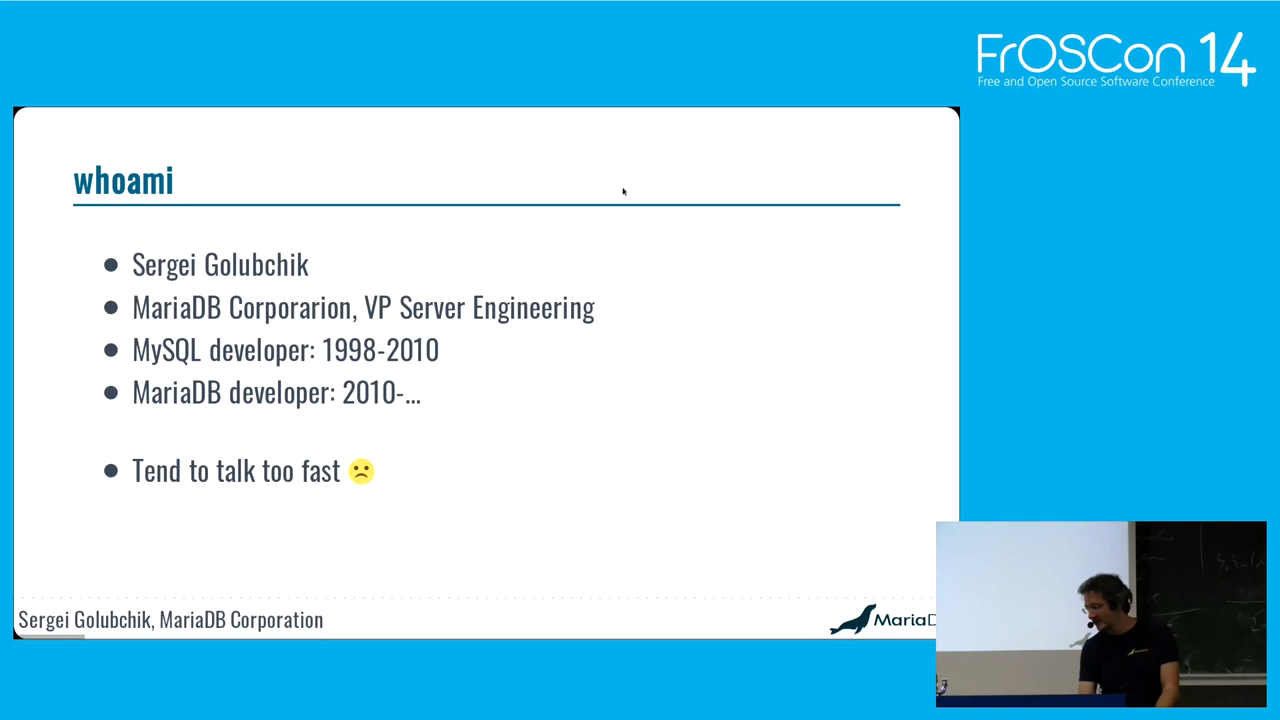 FrOSCon 14
Free and Open Source Software Conference
whoami
Sergei Golubchik
MariaDB Corporarion, VP Server Engineering
MySQL developer: 1998-2010
MariaDB developer: 2010-...
Tend to talk too fast ☹
Sergei Golubchik, MariaDB Corporation